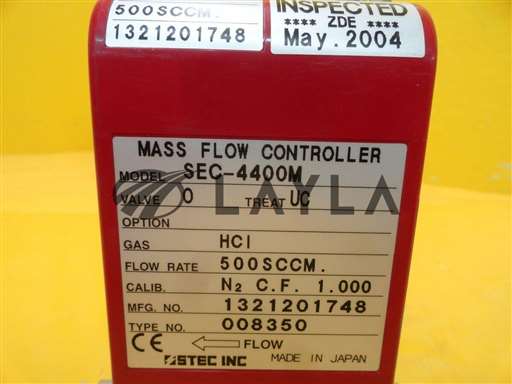 500SCCM.
1321201748
INSPECTED
**** ZDE ****
May. 2004
MASS FLOW CONTROLLER
MODEL SEC-4400M
VALVE O TREAT UC
OPTION
GAS HCl
FLOW RATE 500SCCM.
CALIB. N₂ C.F. 1.000
MFG. NO. 1321201748
TYPE NO. 008350
CE FLOW
STEC INC MADE IN JAPAN
LAYLA